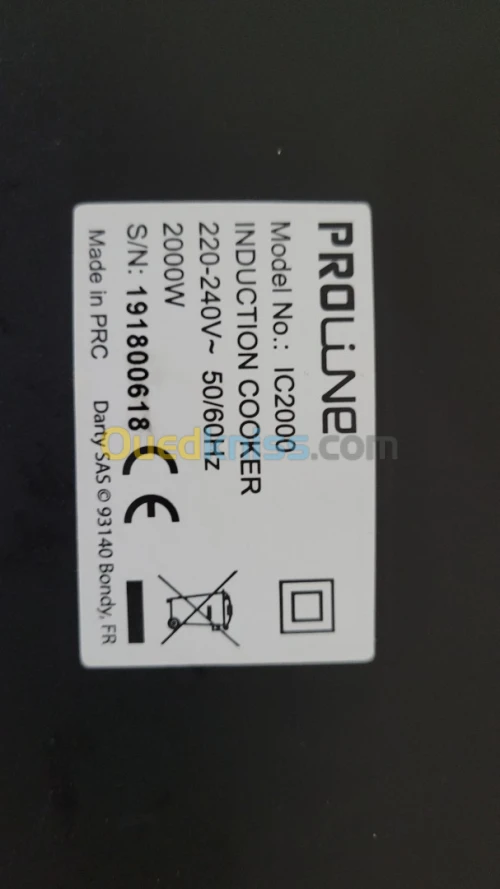 PROLINE
Model No.: IC2000
INDUCTION COOKER
220-240V~ 50/60Hz
2000W
S/N: 191800618
CE
Made in PRC Darty SAS © 93140 Bondy, FR
Ouedkniss.com